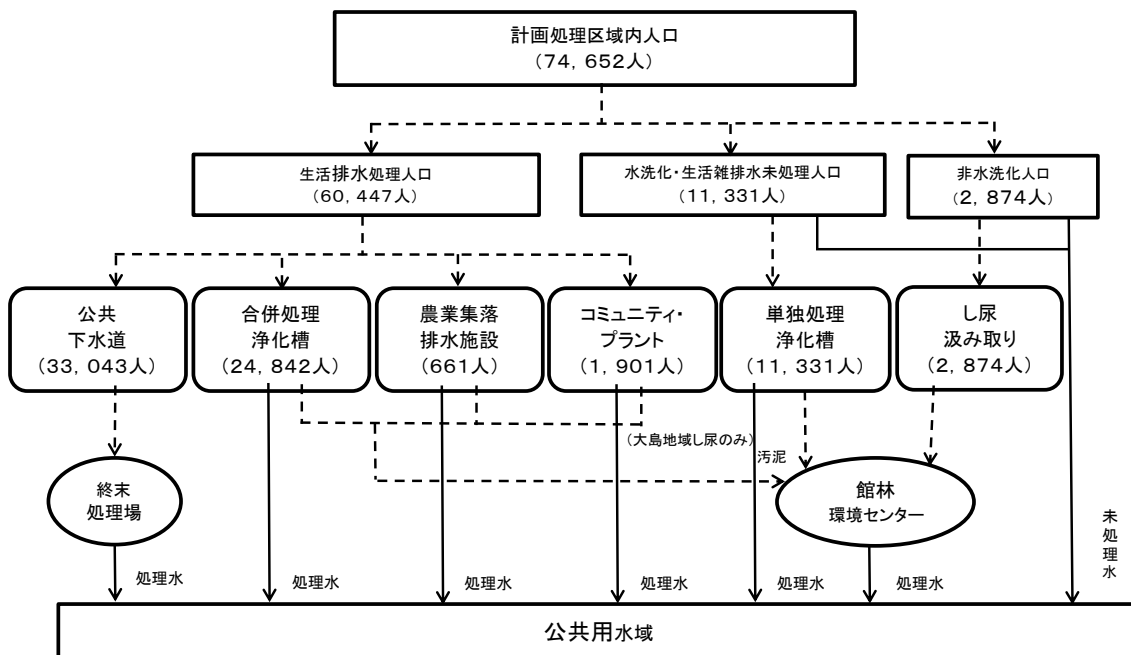 計画処理区域内人口
(74,652人)
生活排水処理人口
(60,447人)
水洗化・生活雑排水未処理人口
(11,331人)
非水洗化人口
(2,874人)
公共
下水道
(33,043人)
合併処理
浄化槽
(24,842人)
農業集落
排水施設
(661人)
コミュニティ・
プラント
(1,901人)
単独処理
浄化槽
(11,331人)
し尿
汲み取り
(2,874人)
(大島地域し尿のみ)
汚泥
終末
処理場
館林
環境センター
未処理水
処理水
処理水
処理水
処理水
処理水
処理水
公共用水域